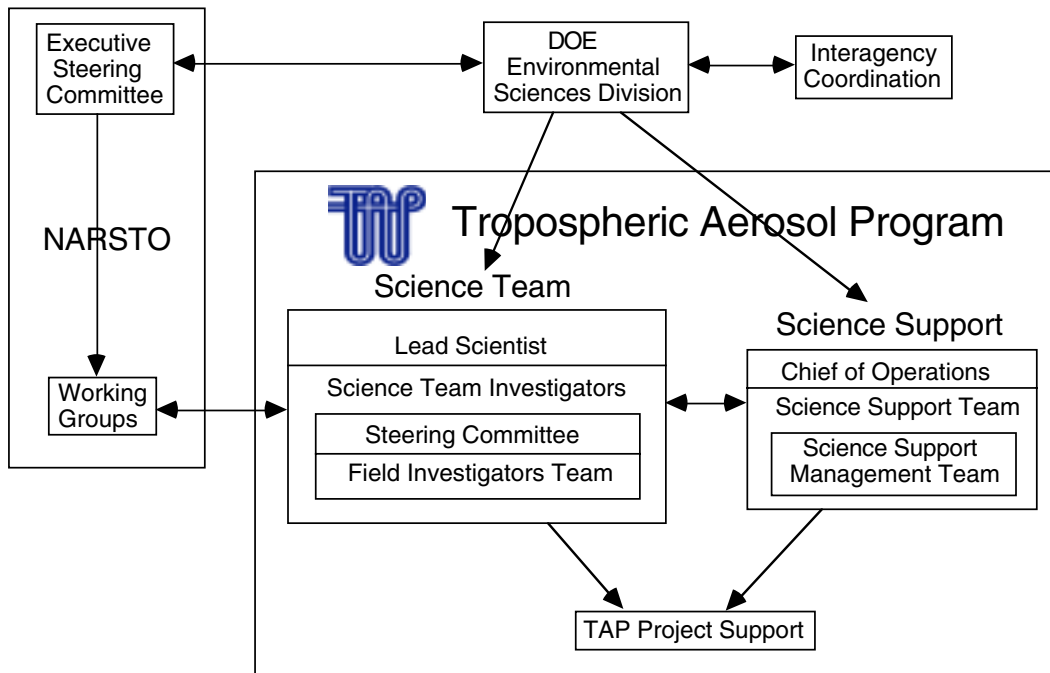 Executive
Steering
Committee
DOE
Environmental
Sciences Division
Interagency
Coordination
NARSTO
Working
Groups
TAP
Tropospheric Aerosol Program
Science Team
Lead Scientist
Science Team Investigators
Steering Committee
Field Investigators Team
Science Support
Chief of Operations
Science Support Team
Science Support
Management Team
TAP Project Support